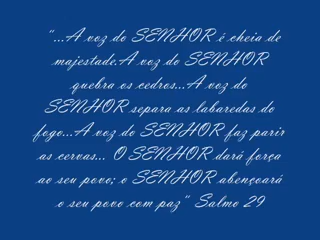 "...A voz do SENHOR é cheia de
majestade.A voz do SENHOR
quebra os cedros...A voz do
SENHOR separa as labaredas do
fogo...A voz do SENHOR faz parir
as cervas... O SENHOR dará força
ao seu povo; o SENHOR abençoará
o seu povo com paz" Salmo 29